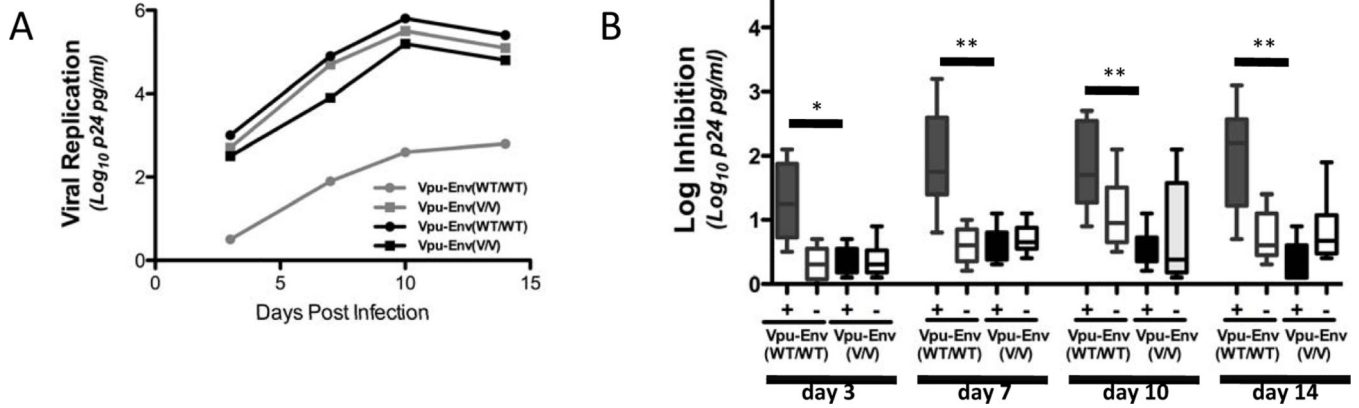 A
Viral Replication
(Log10 p24 pg/ml)
6
4
2
0
0
5
10
15
Days Post Infection
Vpu-Env(WT/WT)
Vpu-Env(V/V)
Vpu-Env(WT/WT)
Vpu-Env(V/V)
B
Log Inhibition
(Log10 p24 pg/ml)
4
3
2
1
0
*
**
**
**
+ - + - + - + - + - + - + - + -
Vpu-Env Vpu-Env Vpu-Env Vpu-Env Vpu-Env Vpu-Env Vpu-Env Vpu-Env
(WT/WT) (V/V) (WT/WT) (V/V) (WT/WT) (V/V) (WT/WT) (V/V)
day 3 day 7 day 10 day 14